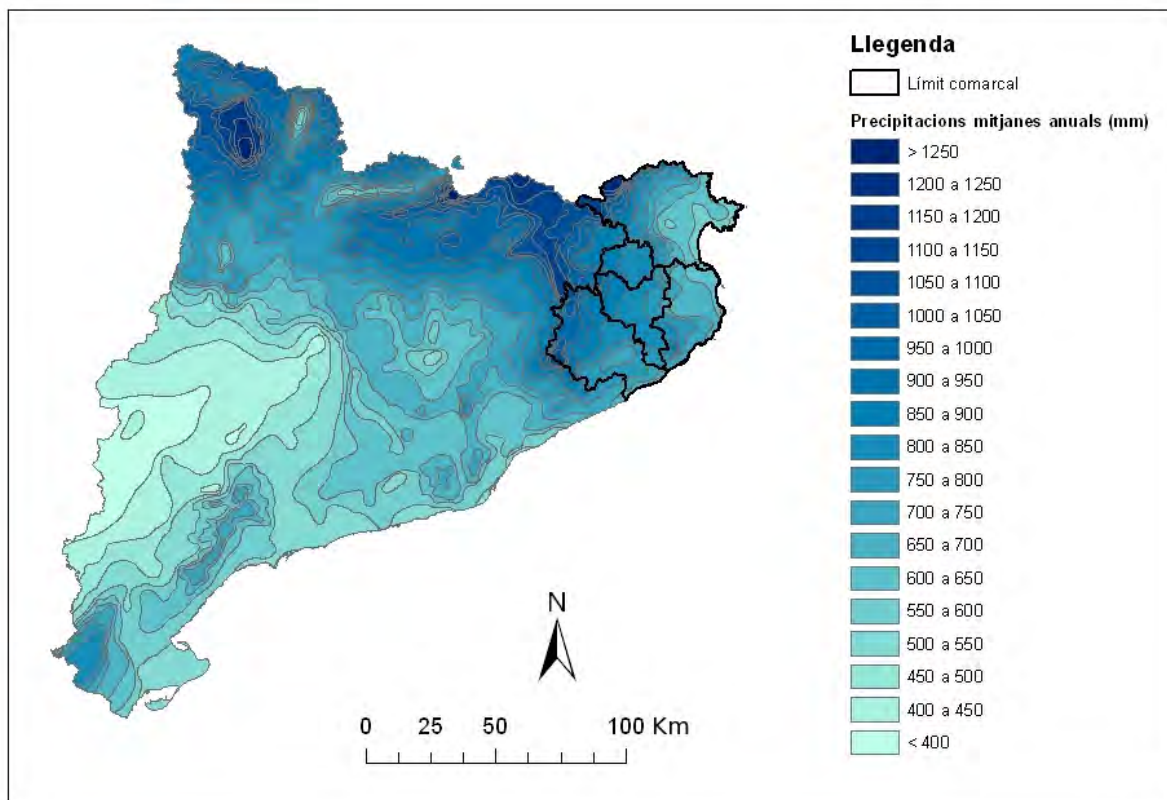 Llegenda
Límit comarcal
Precipitacions mitjanes anuals (mm)
> 1250
1200 a 1250
1150 a 1200
1100 a 1150
1050 a 1100
1000 a 1050
950 a 1000
900 a 950
850 a 900
800 a 850
750 a 800
700 a 750
650 a 700
600 a 650
550 a 600
500 a 550
450 a 500
400 a 450
< 400
N
0 25 50 100 Km